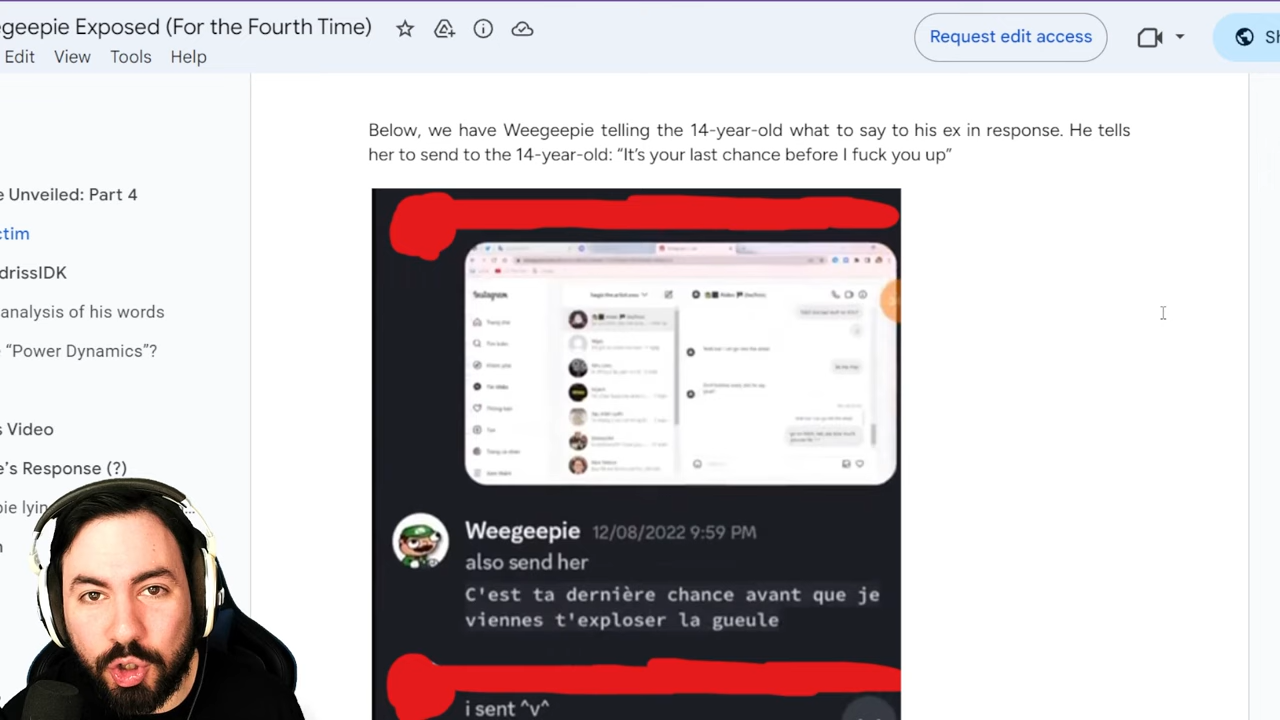 geepie Exposed (For the Fourth Time)
Request edit access
Sh
Edit View Tools Help
Below, we have Weegeepie telling the 14-year-old what to say to his ex in response. He tells
her to send to the 14-year-old: “It’s your last chance before I fuck you up”
e Unveiled: Part 4
ctim
drissIDK
analysis of his words
“Power Dynamics”?
s Video
e’s Response (?)
pie lyin
Instagram
Weegeepie 12/08/2022 9:59 PM
also send her
C'est ta dernière chance avant que je
viennes t'exploser la gueule
i sent ^v^